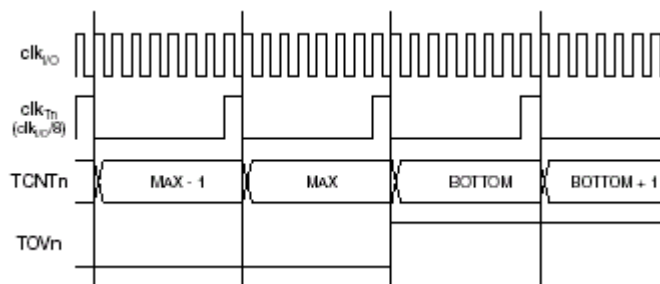 clkI/O
clkTn
(clkI/O/8)
TCNTn MAX - 1 MAX BOTTOM BOTTOM + 1
TOVn